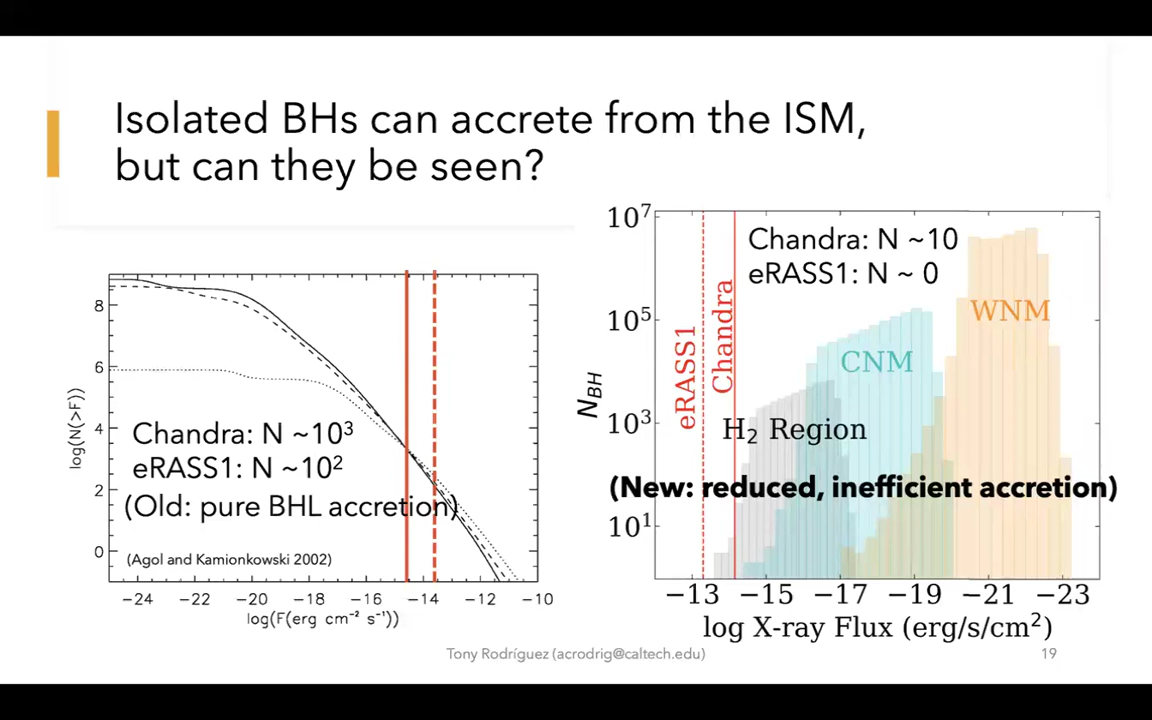 Isolated BHs can accrete from the ISM,
but can they be seen?
log(N(>F))
8
6
4
2
0
Chandra: N ~10³
eRASS1: N ~10²
(Old: pure BHL accretion)
(Agol and Kamionkowski 2002)
−24 −22 −20 −18 −16 −14 −12 −10
log(F(erg cm⁻² s⁻¹))
N_BH
10⁷
10⁵
10³
10¹
Chandra: N ~10
eRASS1: N ~ 0
eRASS1
Chandra
WNM
CNM
H₂ Region
(New: reduced, inefficient accretion)
−13 −15 −17 −19 −21 −23
log X-ray Flux (erg/s/cm²)
Tony Rodríguez (acrodrig@caltech.edu)
19